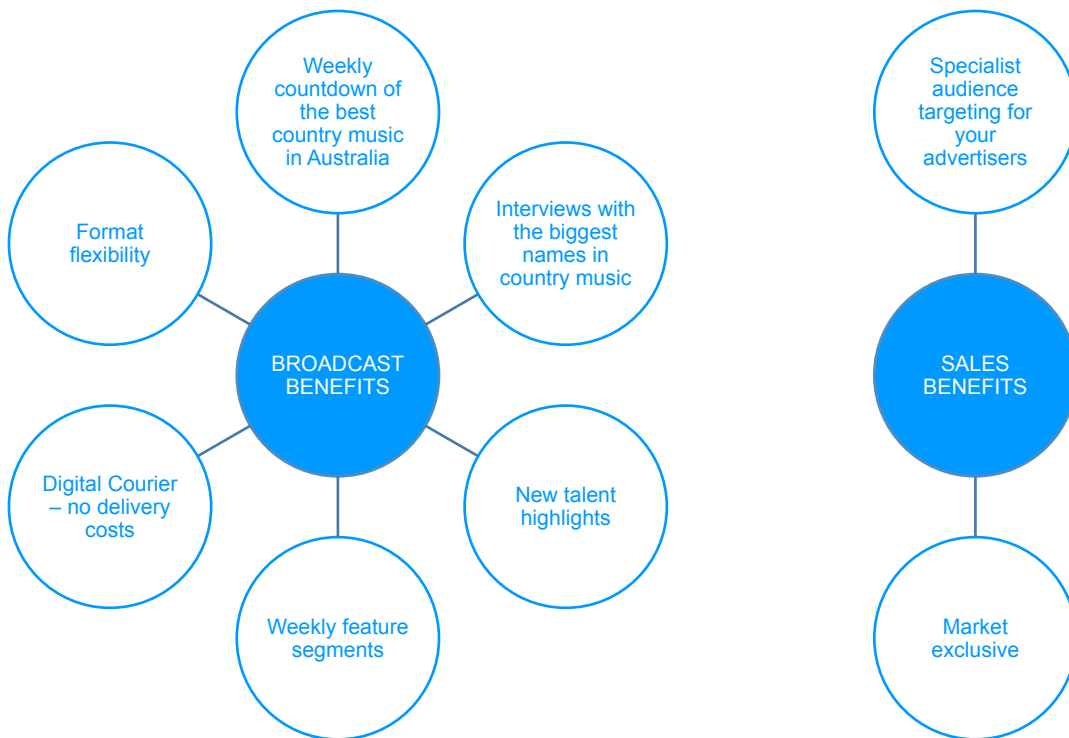 Weekly
countdown of
the best
country music
in Australia
Interviews with
the biggest
names in
country music
New talent
highlights
Weekly feature
segments
Digital Courier
– no delivery
costs
Format
flexibility
BROADCAST
BENEFITS
Specialist
audience
targeting for
your
advertisers
SALES
BENEFITS
Market
exclusive